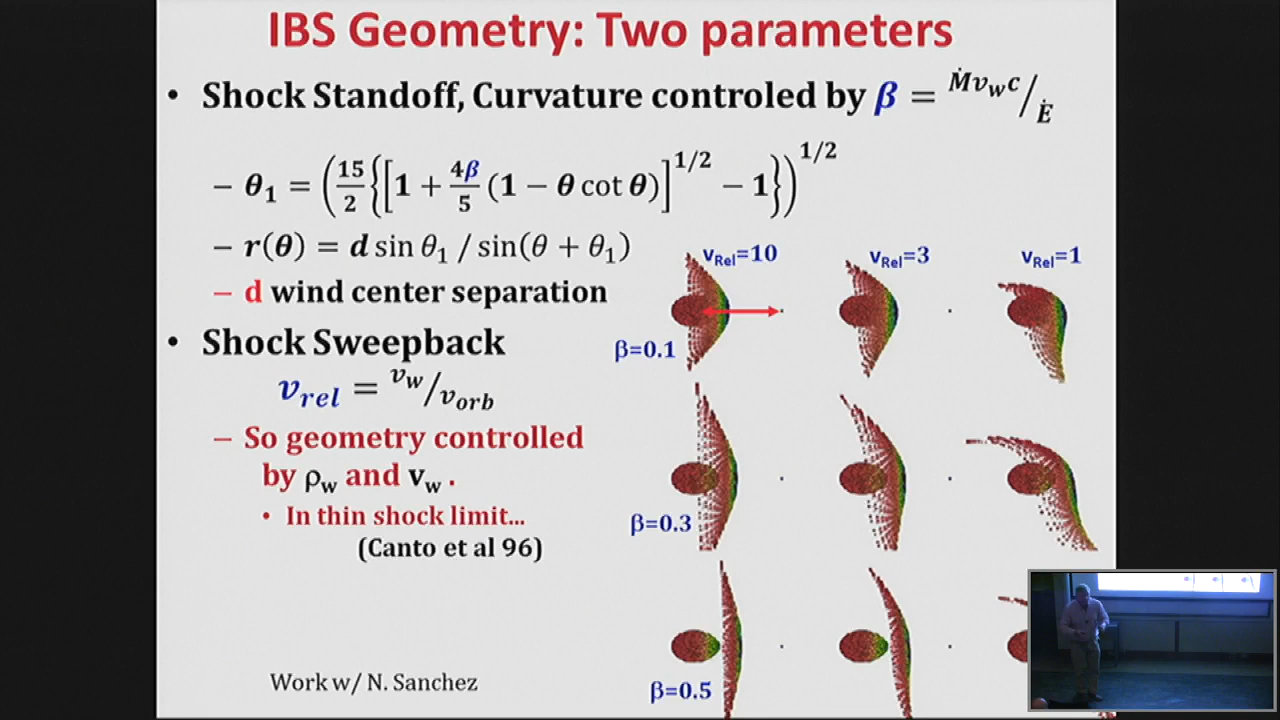 IBS Geometry: Two parameters
• Shock Standoff, Curvature controled by β = Ṁv_w c/Ė
– θ₁ = (15/2{[1 + 4β/5 (1 − θ cot θ)]^1/2 − 1})^1/2
– r(θ) = d sin θ₁ / sin(θ + θ₁)
– d wind center separation
• Shock Sweepback
v_rel = v_w/v_orb
– So geometry controlled
by ρ_w and v_w .
• In thin shock limit...
(Canto et al 96)
Work w/ N. Sanchez
v_Rel=10
v_Rel=3
v_Rel=1
β=0.1
β=0.3
β=0.5